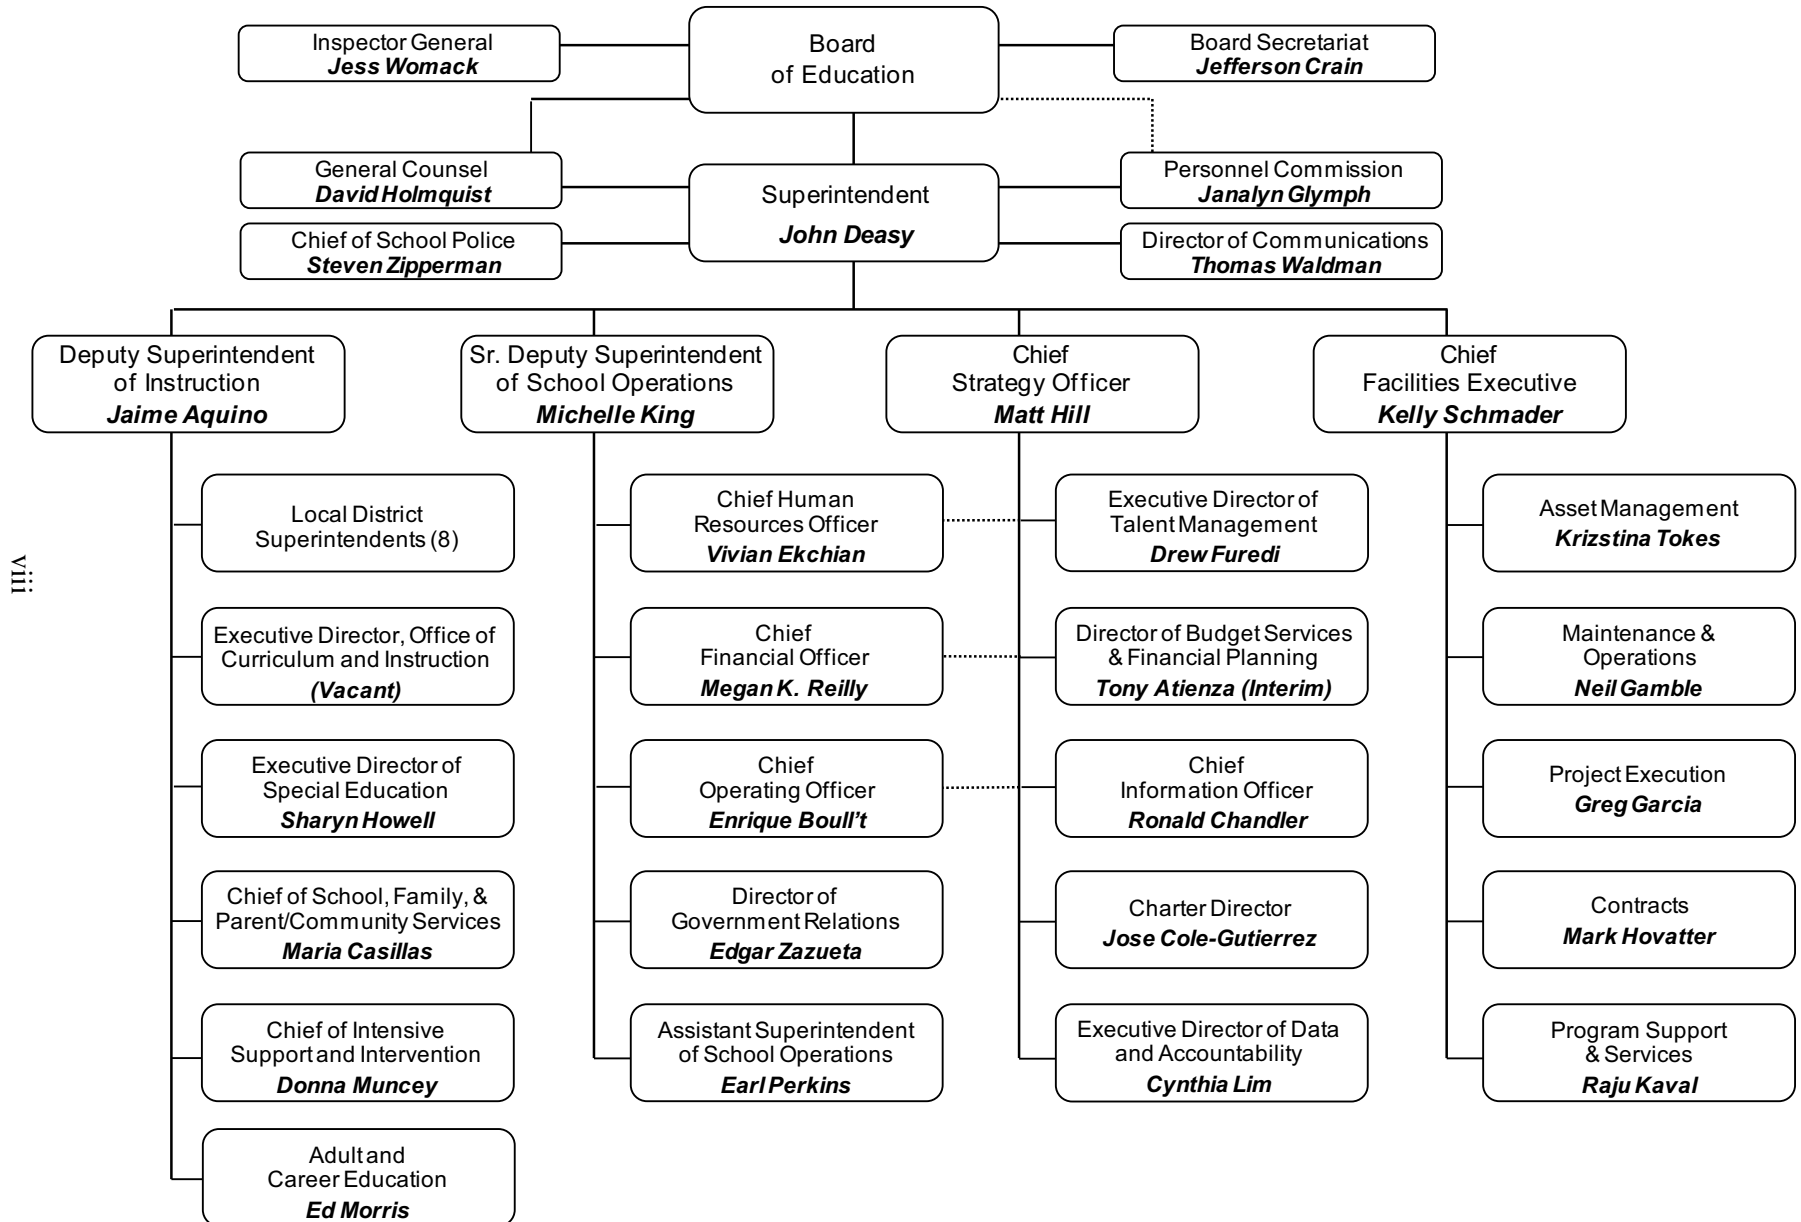 Inspector General
Jess Womack
Board
of Education
Board Secretariat
Jefferson Crain
General Counsel
David Holmquist
Superintendent
John Deasy
Personnel Commission
Janalyn Glymph
Chief of School Police
Steven Zipperman
Director of Communications
Thomas Waldman
Deputy Superintendent
of Instruction
Jaime Aquino
Sr. Deputy Superintendent
of School Operations
Michelle King
Chief
Strategy Officer
Matt Hill
Chief
Facilities Executive
Kelly Schmader
Local District
Superintendents (8)
Executive Director, Office of
Curriculum and Instruction
(Vacant)
Executive Director of
Special Education
Sharyn Howell
Chief of School, Family, &
Parent/Community Services
Maria Casillas
Chief of Intensive
Support and Intervention
Donna Muncey
Adult and
Career Education
Ed Morris
Chief Human
Resources Officer
Vivian Ekchian
Chief
Financial Officer
Megan K. Reilly
Chief
Operating Officer
Enrique Boull't
Director of
Government Relations
Edgar Zazueta
Assistant Superintendent
of School Operations
Earl Perkins
Executive Director of
Talent Management
Drew Furedi
Director of Budget Services
& Financial Planning
Tony Atienza (Interim)
Chief
Information Officer
Ronald Chandler
Charter Director
Jose Cole-Gutierrez
Executive Director of Data
and Accountability
Cynthia Lim
Asset Management
Krizstina Tokes
Maintenance &
Operations
Neil Gamble
Project Execution
Greg Garcia
Contracts
Mark Hovatter
Program Support
& Services
Raju Kaval
viii